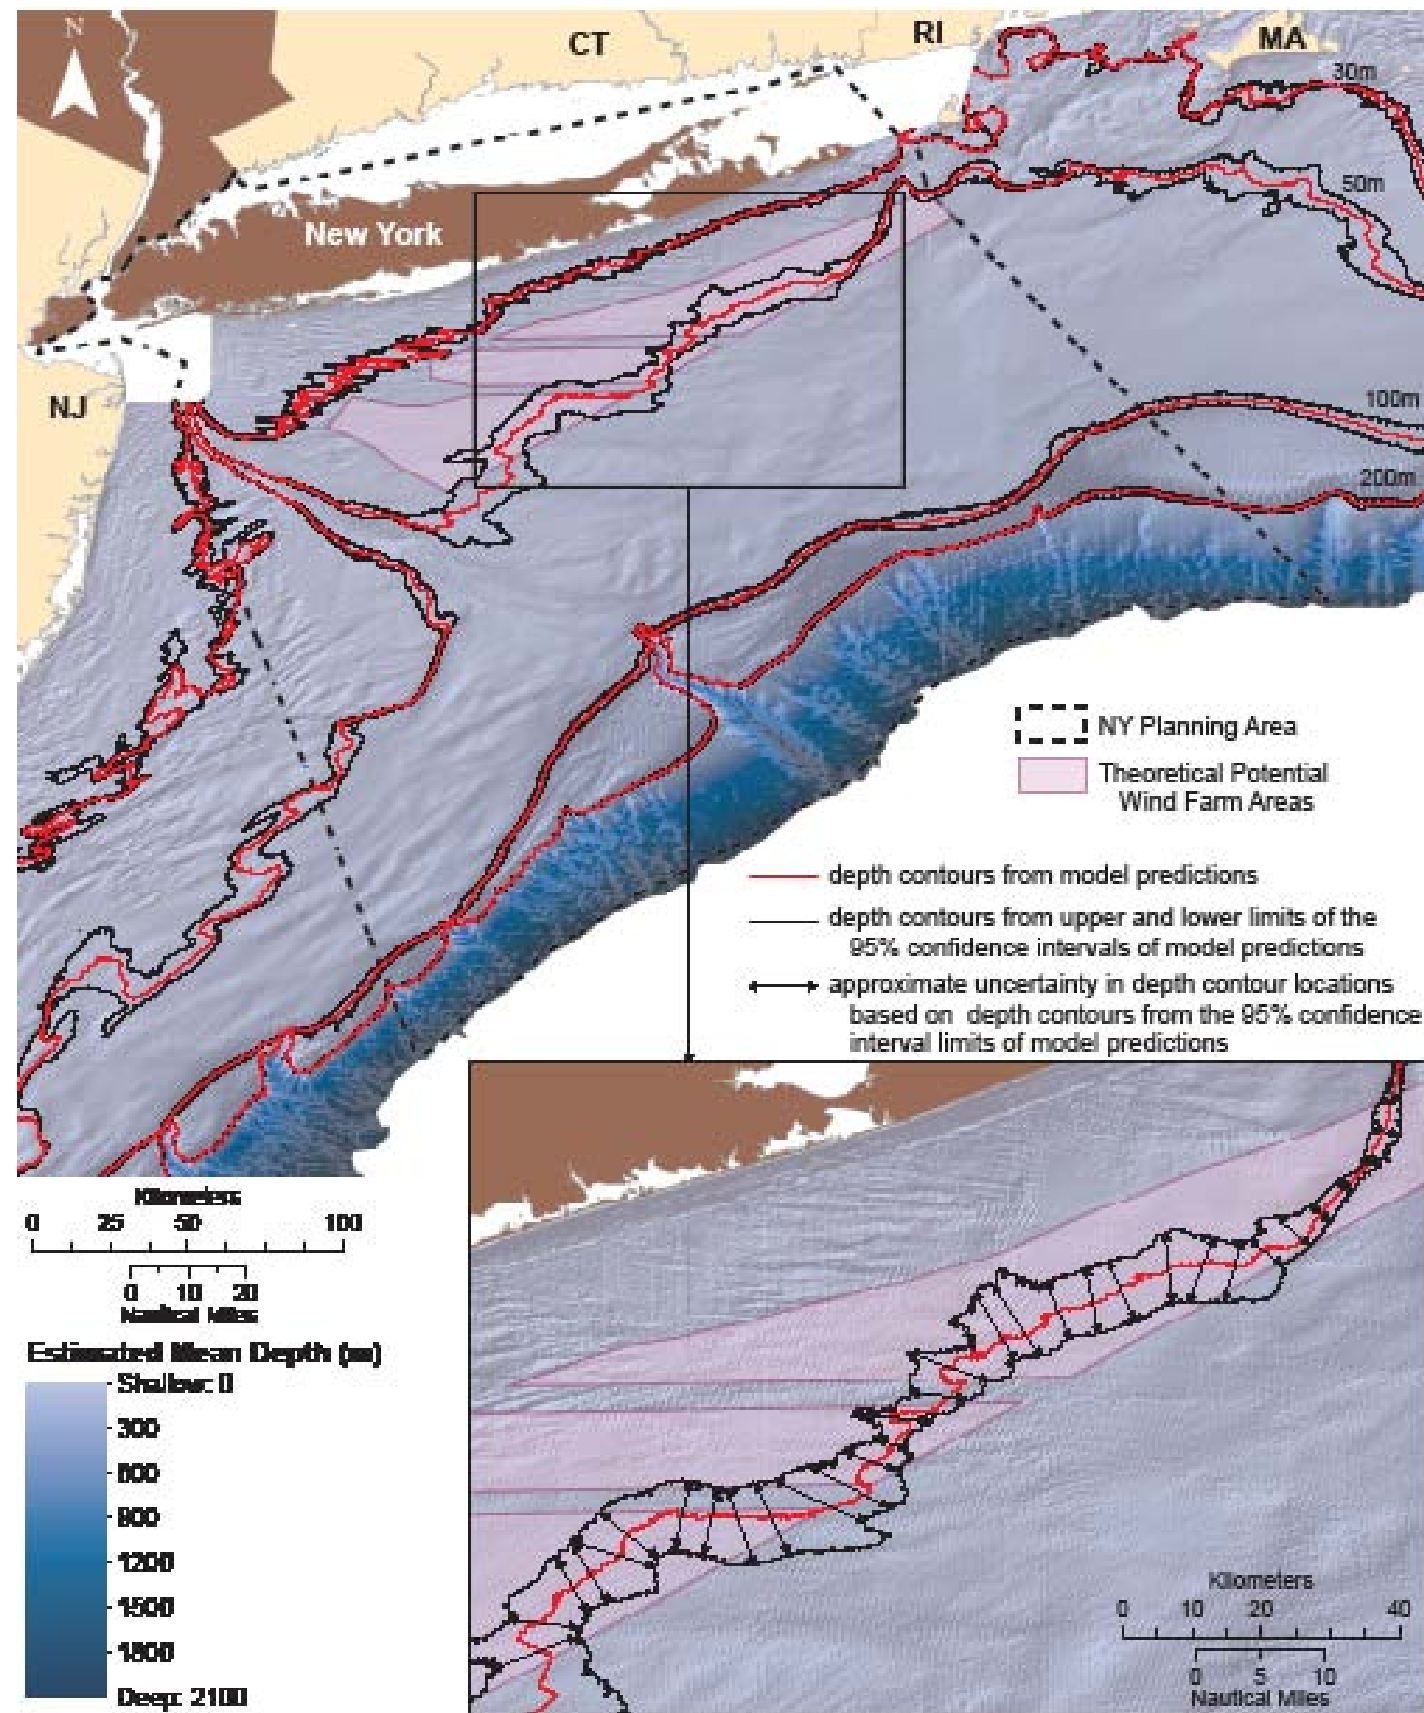 N
CT
RI
MA
30m
New York
50m
NJ
100m
200m
NY Planning Area
Theoretical Potential
Wind Farm Areas
depth contours from model predictions
depth contours from upper and lower limits of the
95% confidence intervals of model predictions
approximate uncertainty in depth contour locations
based on depth contours from the 95% confidence
interval limits of model predictions
Kilometers
0 25 50 100
0 10 20
Nautical Miles
Estimated Mean Depth (m)
Shallow: 0
300
600
900
1200
1500
1800
Deep: 2100
Kilometers
0 10 20 40
0 5 10
Nautical Miles